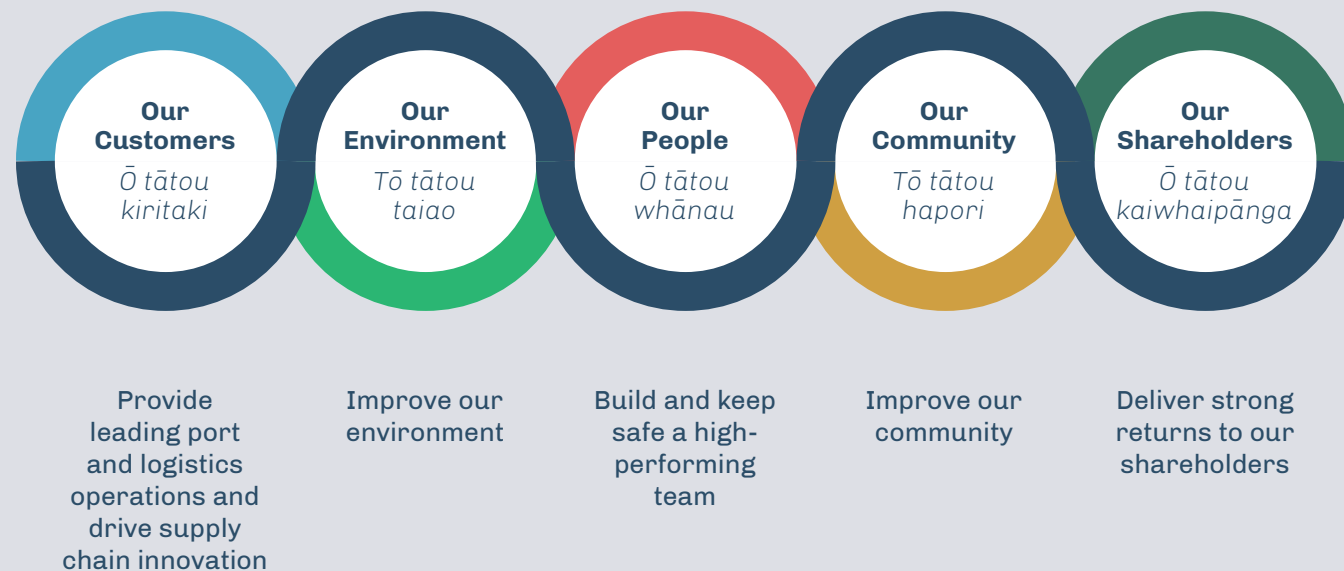 Our
Customers
Ō tātou
kiritaki
Our
Environment
Tō tātou
taiao
Our
People
Ō tātou
whānau
Our
Community
Tō tātou
hapori
Our
Shareholders
Ō tātou
kaiwhaipānga
Provide
leading port
and logistics
operations and
drive supply
chain innovation
Improve our
environment
Build and keep
safe a high-
performing
team
Improve our
community
Deliver strong
returns to our
shareholders